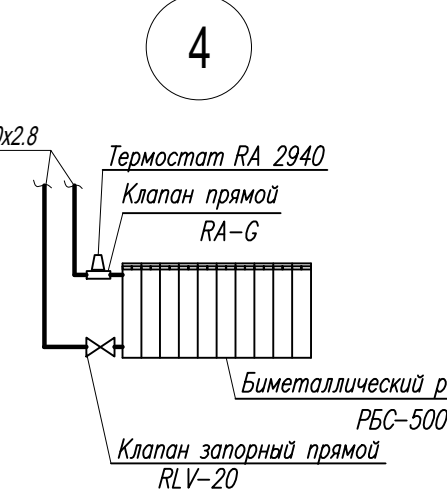 4
Термостат RA 2940
Клапан прямой
RA-G
Биметаллический
РБС-500
Клапан запорный прямой
RLV-20